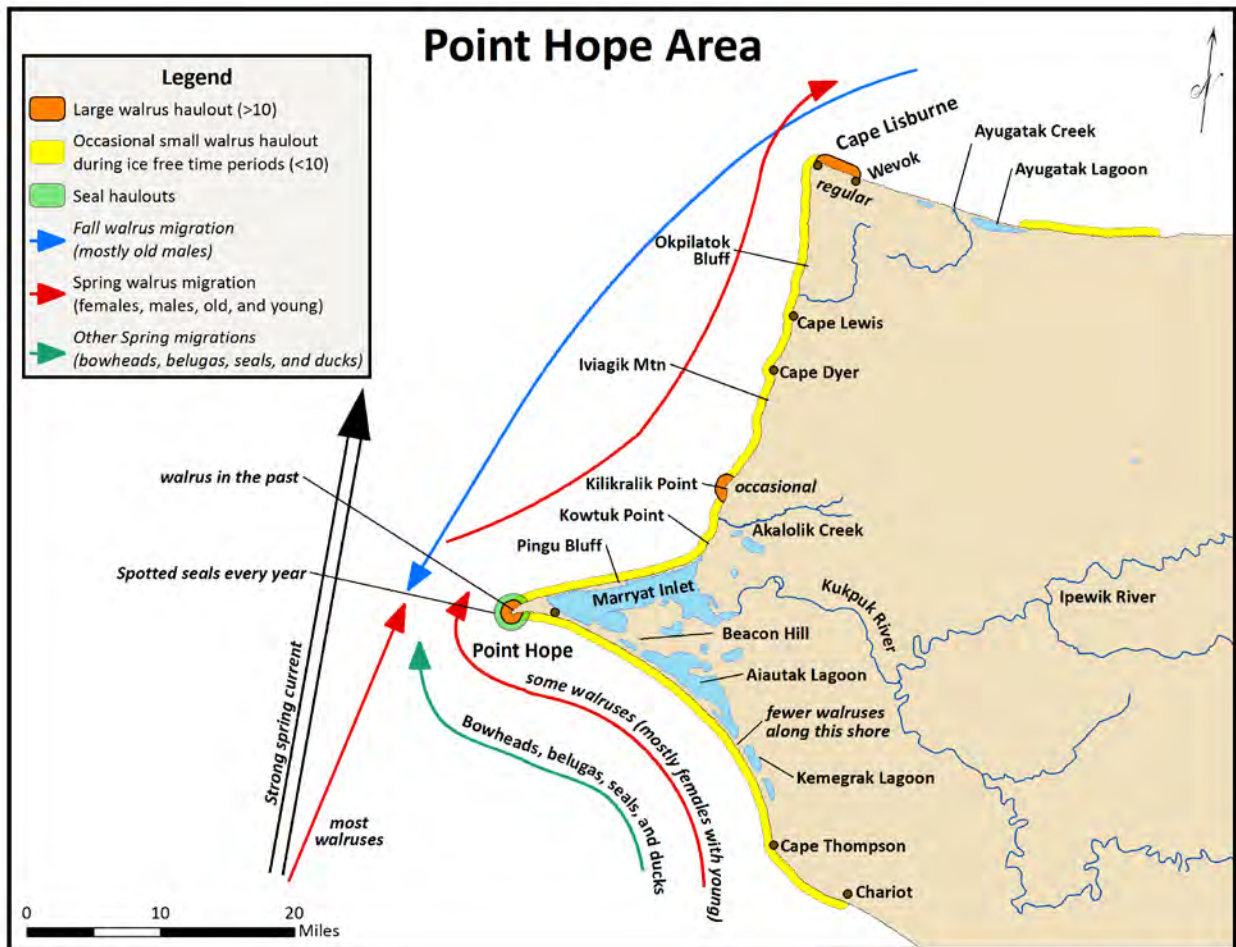 Point Hope Area
Legend
Large walrus haulout (>10)
Occasional small walrus haulout
during ice free time periods (<10)
Seal haulouts
Fall walrus migration
(mostly old males)
Spring walrus migration
(females, males, old, and young)
Other Spring migrations
(bowheads, belugas, seals, and ducks)
N
Cape Lisburne
Wevok
regular
Ayugatak Creek
Ayugatak Lagoon
Okpilatok
Bluff
Cape Lewis
Iviagik Mtn
Cape Dyer
walrus in the past
Kilikralik Point
occasional
Kowtuk Point
Akalolik Creek
Pingu Bluff
Spotted seals every year
Marryat Inlet
Kukpuk River
Ipewik River
Beacon Hill
Point Hope
Aiautak Lagoon
some walruses (mostly females with young)
fewer walruses
along this shore
Bowheads, belugas, seals, and ducks
Kemegrak Lagoon
Strong spring current
most
walruses
Cape Thompson
Chariot
0 10 20
Miles